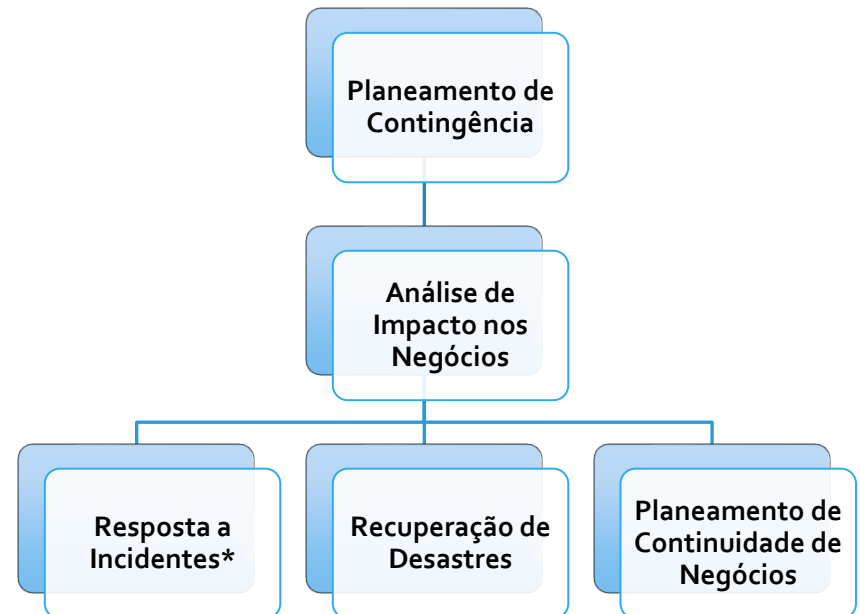 Planeamento de
Contingência
Análise de
Impacto nos
Negócios
Resposta a
Incidentes*
Recuperação de
Desastres
Planeamento de
Continuidade de
Negócios